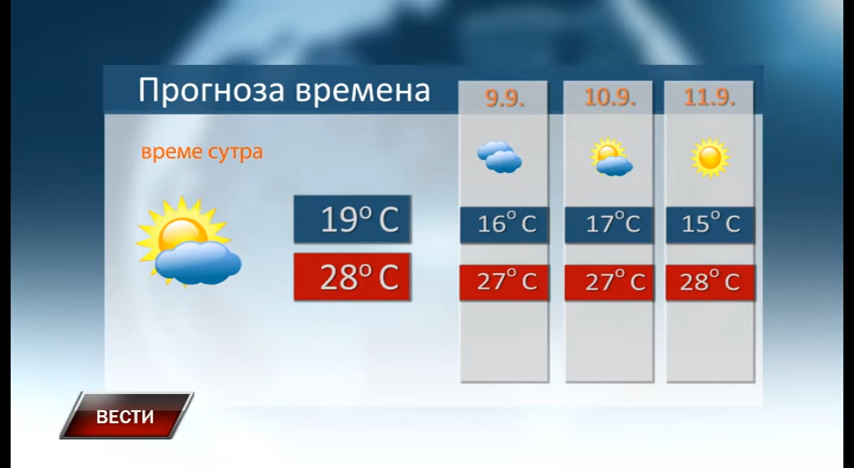 Прогноза времена
време сутра
19° C
28° C
9.9.
10.9.
11.9.
16° C
17°C
15° C
27° C
27° C
28° C
ВЕСТИ